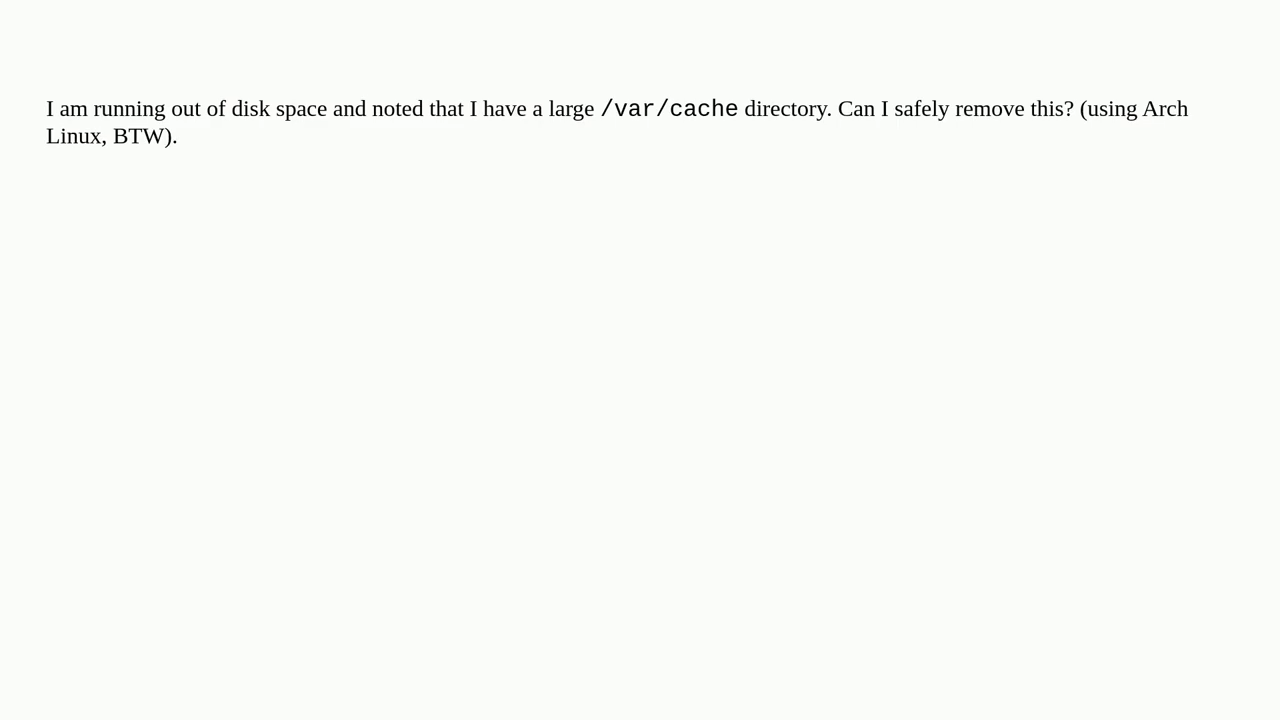 I am running out of disk space and noted that I have a large /var/cache directory. Can I safely remove this? (using Arch
Linux, BTW).